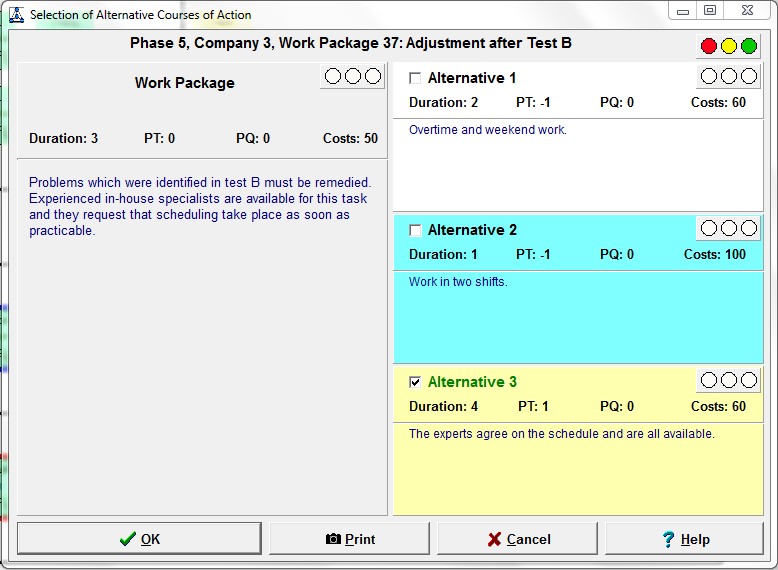 Selection of Alternative Courses of Action
Phase 5, Company 3, Work Package 37: Adjustment after Test B
Work Package
Duration: 3 PT: 0 PQ: 0 Costs: 50
Problems which were identified in test B must be remedied.
Experienced in-house specialists are available for this task
and they request that scheduling take place as soon as
practicable.
Alternative 1
Duration: 2 PT: -1 PQ: 0 Costs: 60
Overtime and weekend work.
Alternative 2
Duration: 1 PT: -1 PQ: 0 Costs: 100
Work in two shifts.
Alternative 3
Duration: 4 PT: 1 PQ: 0 Costs: 60
The experts agree on the schedule and are all available.
OK Print Cancel Help